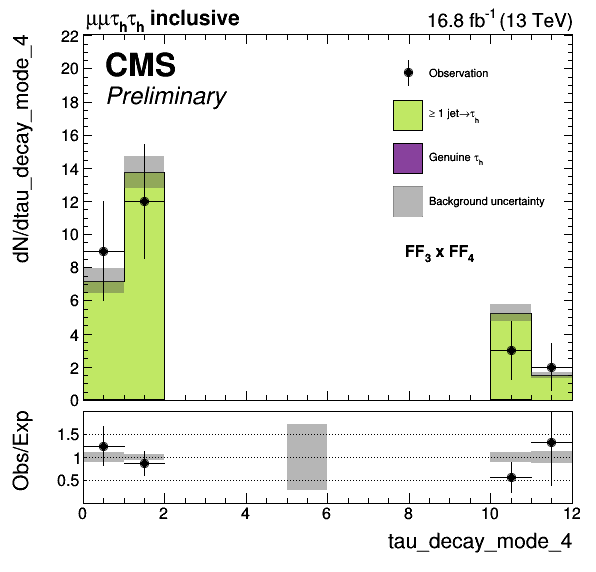 μμτhτh inclusive 16.8 fb-1 (13 TeV)
CMS
Preliminary
Observation
≥ 1 jet→τh
Genuine τh
Background uncertainty
FF3 x FF4
dN/dtau_decay_mode_4
22
20
18
16
14
12
10
8
6
4
2
0
Obs/Exp
1.5
1
0.5
0 2 4 6 8 10 12
tau_decay_mode_4